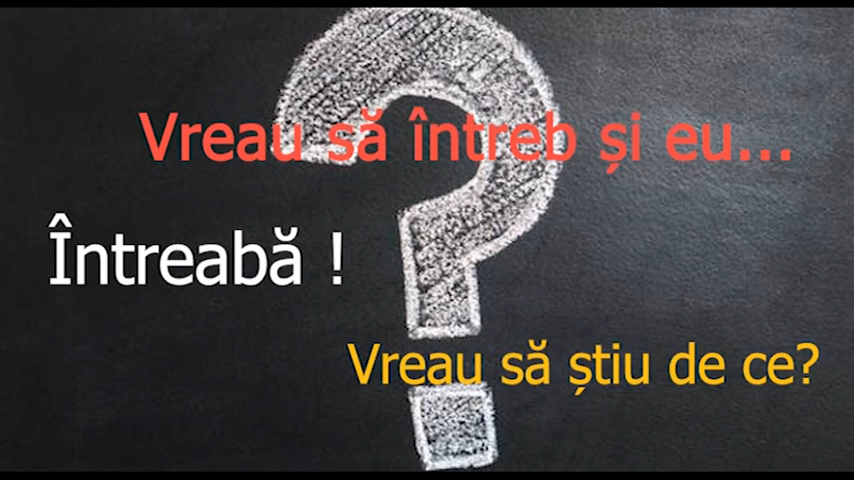 Vreau să întreb și eu...
Întreabă !
Vreau să știu de ce?